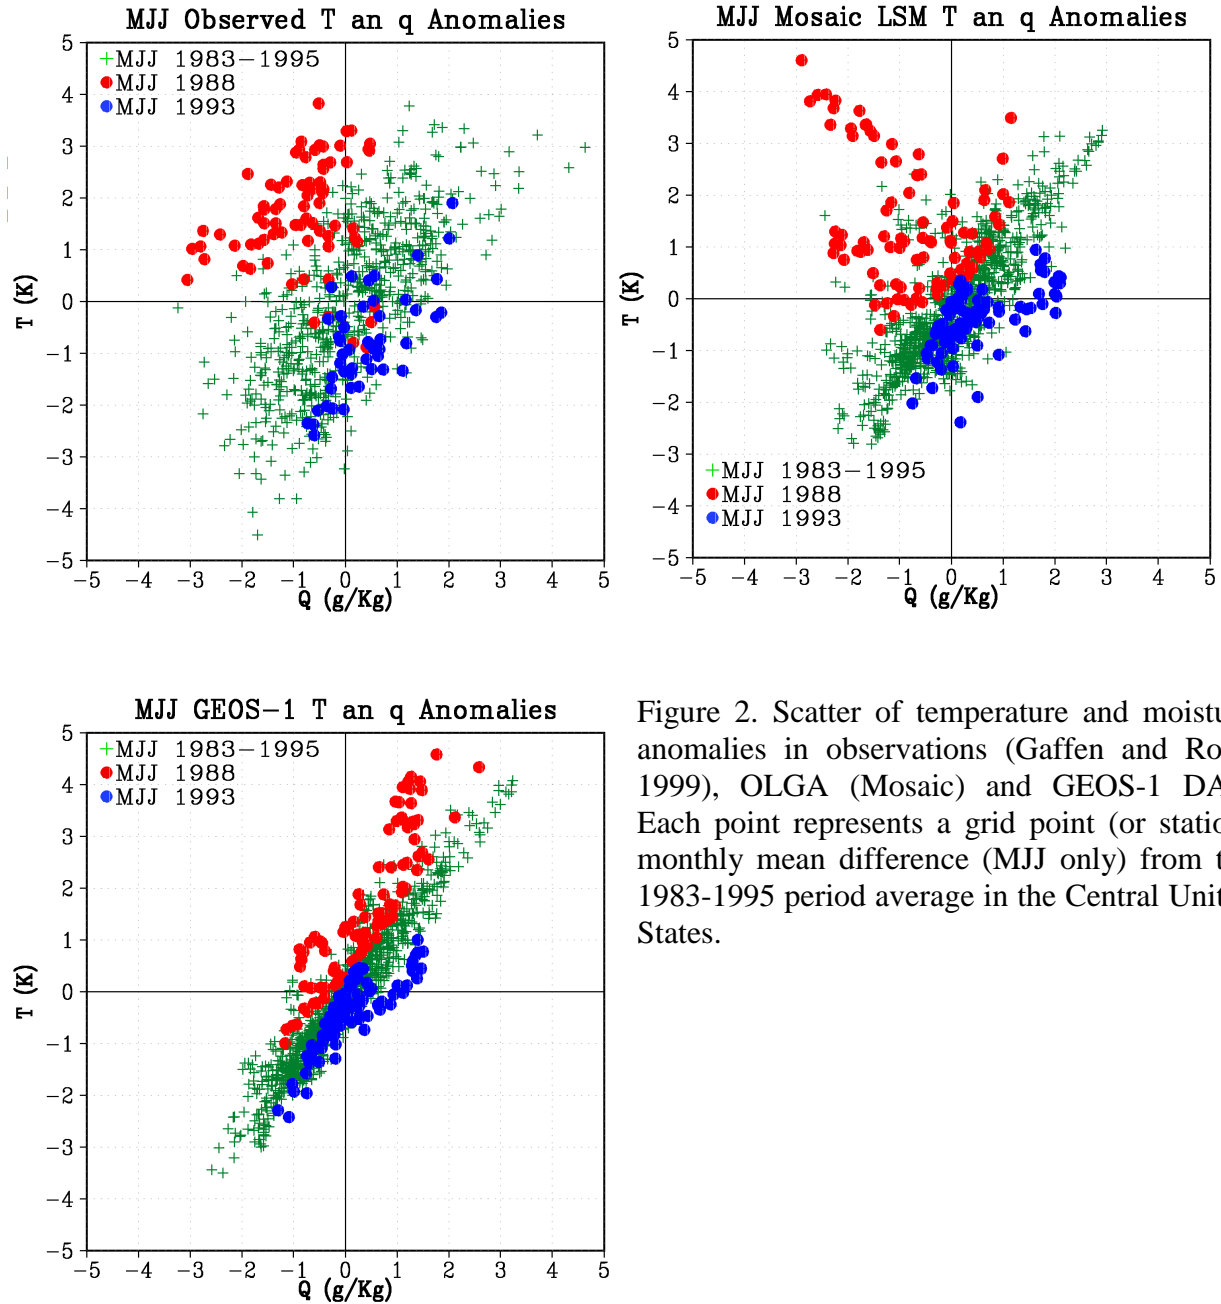 MJJ Observed T an q Anomalies
MJJ 1983-1995
MJJ 1988
MJJ 1993
5
4
3
2
1
0
-1
-2
-3
-4
-5
T (K)
-5 -4 -3 -2 -1 0 1 2 3 4 5
Q (g/Kg)
MJJ Mosaic LSM T an q Anomalies
5
4
3
2
1
0
-1
-2
-3
-4
-5
T (K)
MJJ 1983-1995
MJJ 1988
MJJ 1993
-5 -4 -3 -2 -1 0 1 2 3 4 5
Q (g/Kg)
MJJ GEOS-1 T an q Anomalies
MJJ 1983-1995
MJJ 1988
MJJ 1993
5
4
3
2
1
0
-1
-2
-3
-4
-5
T (K)
-5 -4 -3 -2 -1 0 1 2 3 4 5
Q (g/Kg)
Figure 2. Scatter of temperature and moistu
anomalies in observations (Gaffen and Ro
1999), OLGA (Mosaic) and GEOS-1 DA
Each point represents a grid point (or statio
monthly mean difference (MJJ only) from t
1983-1995 period average in the Central Unit
States.